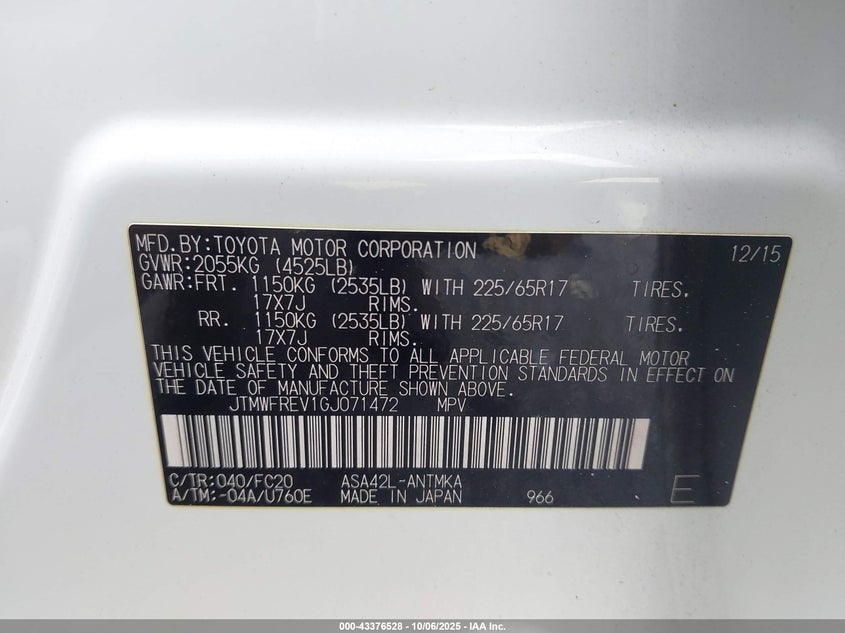 MFD.BY:TOYOTA MOTOR CORPORATION 12/15
GVWR:2055KG (4525LB)
GAWR:FRT. 1150KG (2535LB) WITH 225/65R17 TIRES.
17X7J RIMS.
RR. 1150KG (2535LB) WITH 225/65R17 TIRES.
17X7J RIMS.
THIS VEHICLE CONFORMS TO ALL APPLICABLE FEDERAL MOTOR
VEHICLE SAFETY AND THEFT PREVENTION STANDARDS IN EFFECT ON
THE DATE OF MANUFACTURE SHOWN ABOVE.
JTMWFREV1GJ071472 MPV
C/TR:040/FC20 ASA42L-ANTMKA
A/TM:-04A/U760E MADE IN JAPAN 966 E
000-43376528 - 10/06/2025 - IAA Inc.